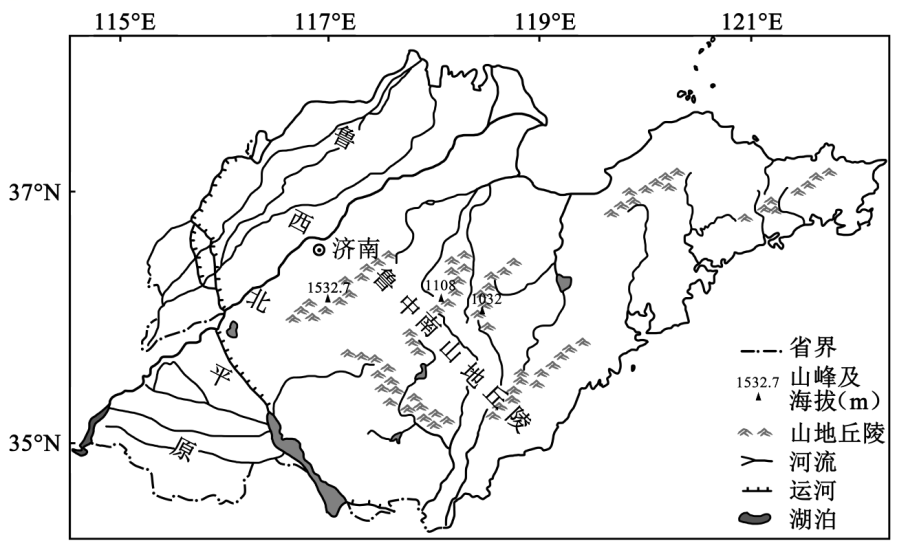 115°E 117°E 119°E 121°E
37°N
35°N
鲁西北平原
济南
鲁中南山地丘陵
1532.7
1108
1032
省界
1532.7 山峰及
海拔(m)
山地丘陵
河流
运河
湖泊